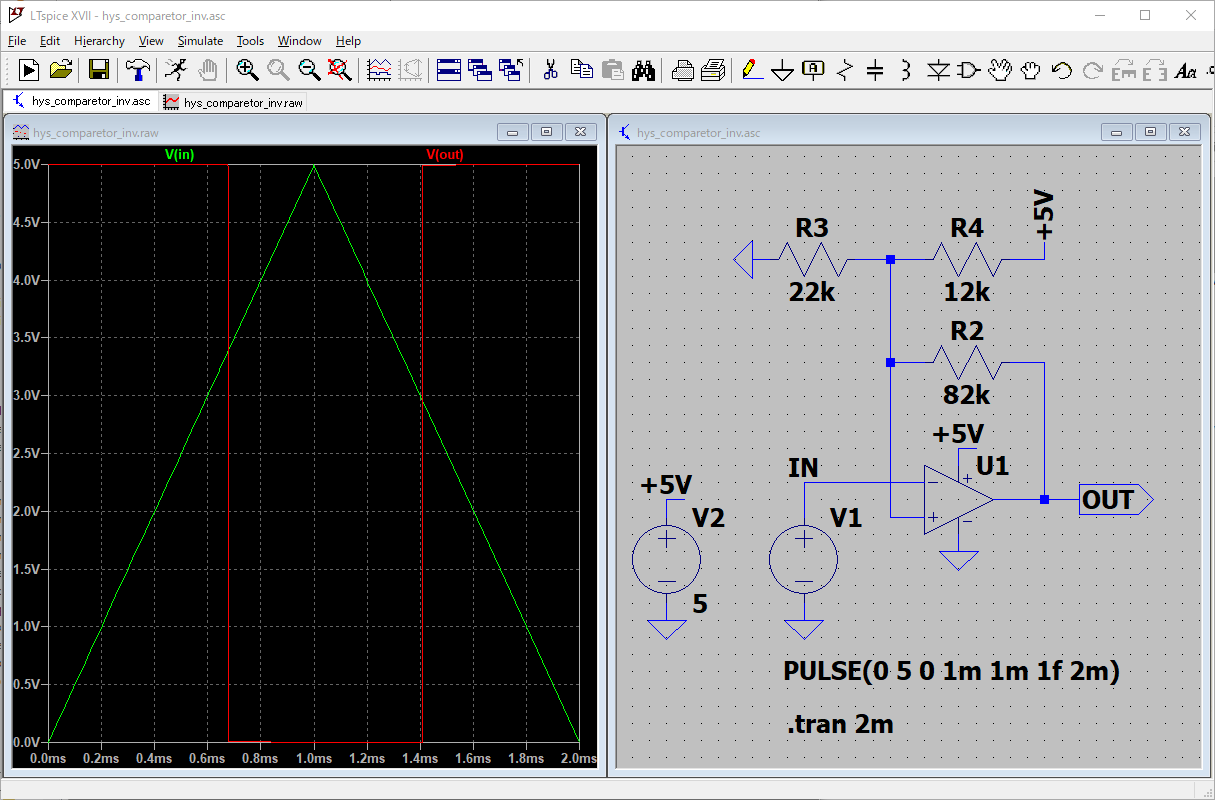 LTspice XVII - hys_comparetor_inv.asc
File Edit Hierarchy View Simulate Tools Window Help
hys_comparetor_inv.asc hys_comparetor_inv.raw
hys_comparetor_inv.raw
V(in) V(out)
5.0V
4.5V
4.0V
3.5V
3.0V
2.5V
2.0V
1.5V
1.0V
0.5V
0.0V
0.0ms 0.2ms 0.4ms 0.6ms 0.8ms 1.0ms 1.2ms 1.4ms 1.6ms 1.8ms 2.0ms
hys_comparetor_inv.asc
+5V
R3 R4
22k 12k
R2
82k
+5V
IN U1
+5V
V2 V1 OUT
5
PULSE(0 5 0 1m 1m 1f 2m)
.tran 2m